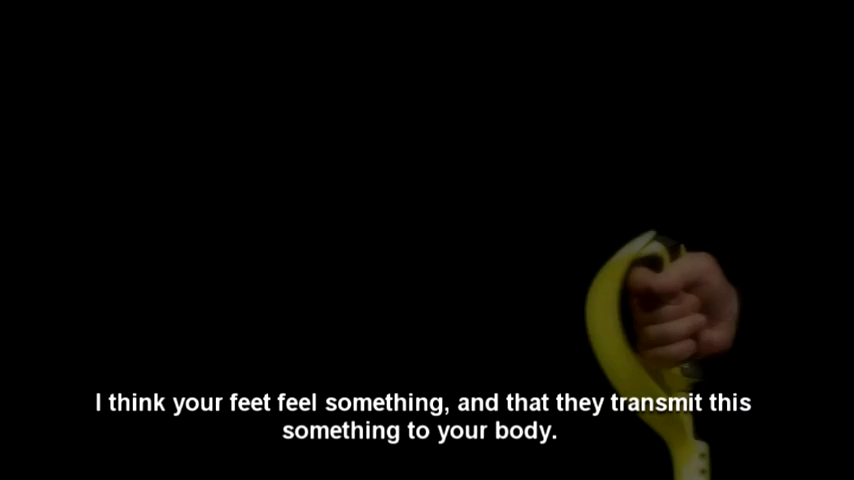 I think your feet feel something, and that they transmit this
something to your body.